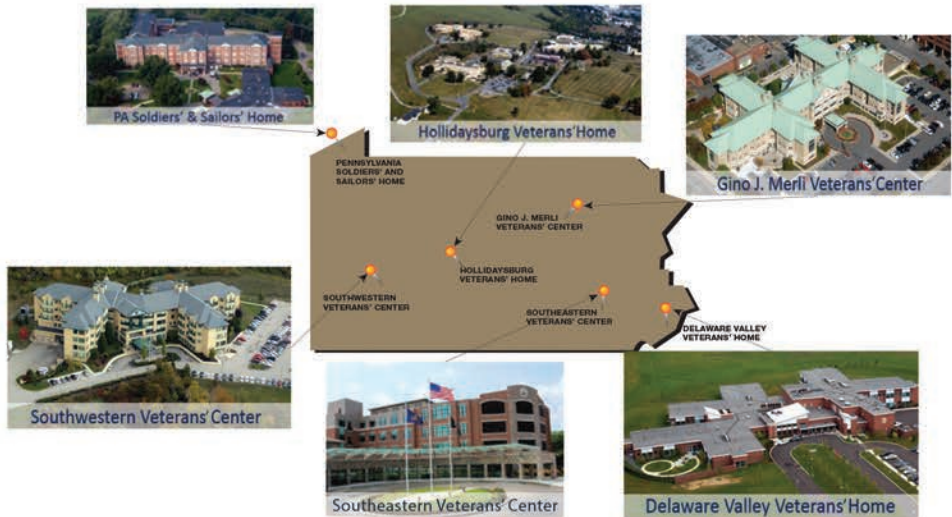 PA Soldiers' & Sailors' Home
Hollidaysburg Veterans' Home
Gino J. Merli Veterans' Center
PENNSYLVANIA
SOLDIERS' AND
SAILORS' HOME
GINO J. MERLI
VETERANS' CENTER
HOLLIDAYSBURG
VETERANS' HOME
SOUTHWESTERN
VETERANS' CENTER
SOUTHEASTERN
VETERANS' CENTER
DELAWARE VALLEY
VETERANS' HOME
Southwestern Veterans' Center
Southeastern Veterans' Center
Delaware Valley Veterans' Home